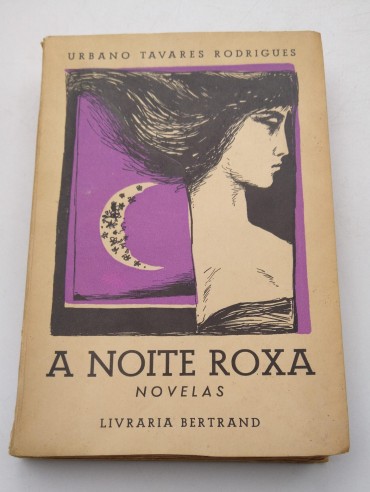 URBANO TAVARES RODRIGUES
A NOITE ROXA
NOVELAS
LIVRARIA BERTRAND